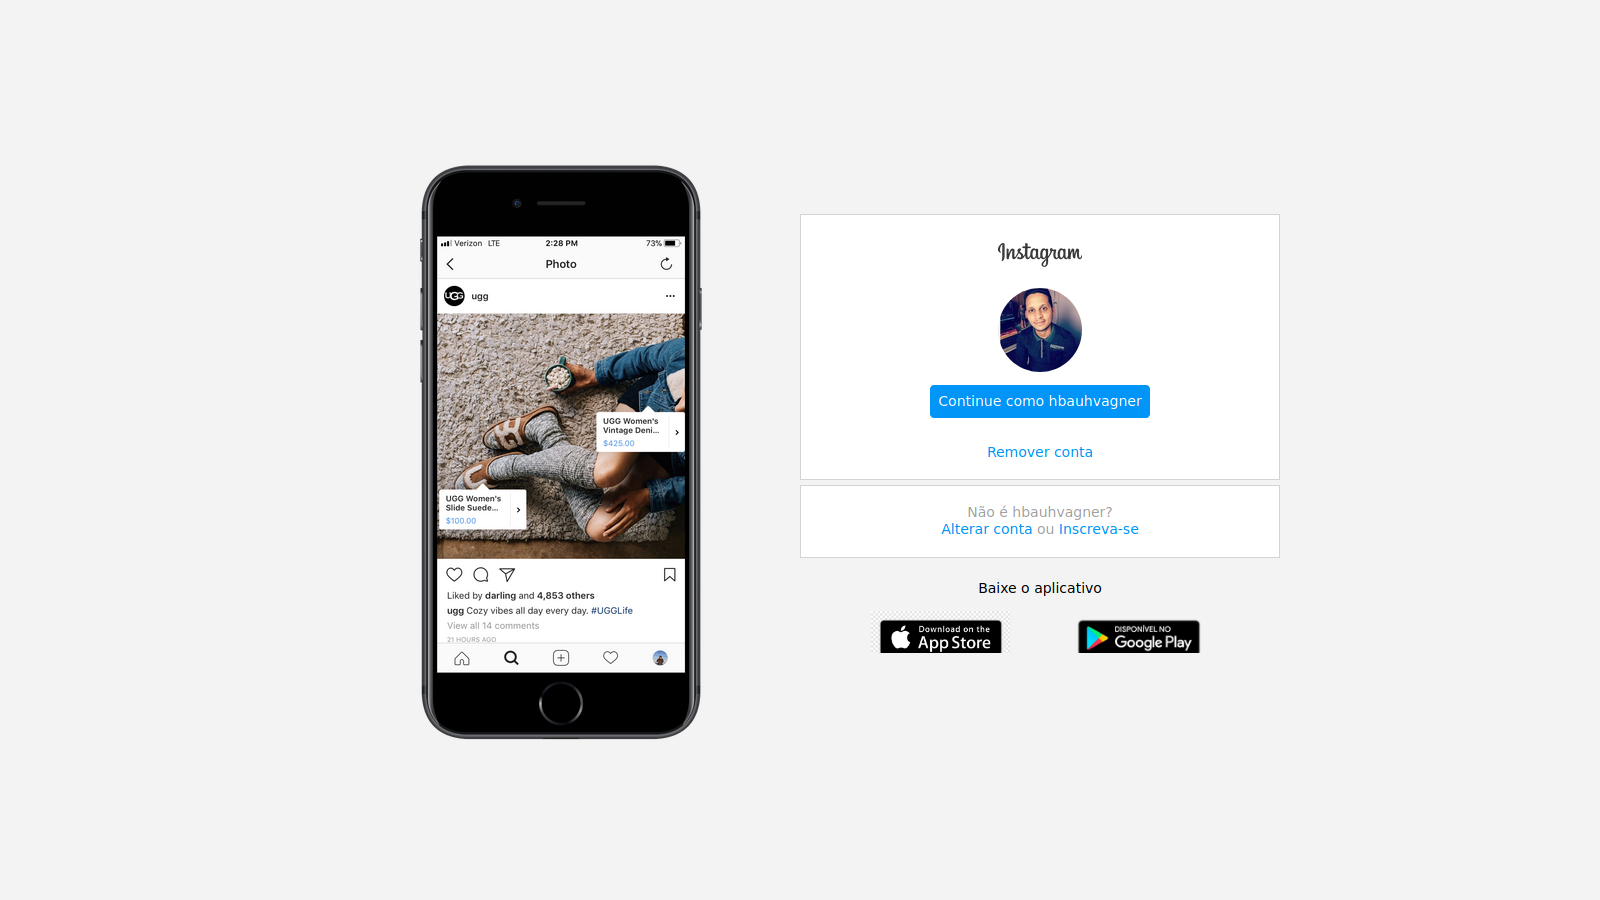 Verizon LTE 2:28 PM 73%
Photo
UGG ugg
UGG Women's
Vintage Deni...
$425.00
UGG Women's
Slide Suede...
$100.00
Liked by darling and 4,853 others
ugg Cozy vibes all day every day. #UGGLife
View all 14 comments
21 HOURS AGO
Instagram
Continue como hbauhvagner
Remover conta
Não é hbauhvagner?
Alterar conta ou Inscreva-se
Baixe o aplicativo
Download on the
App Store
DISPONÍVEL NO
Google Play